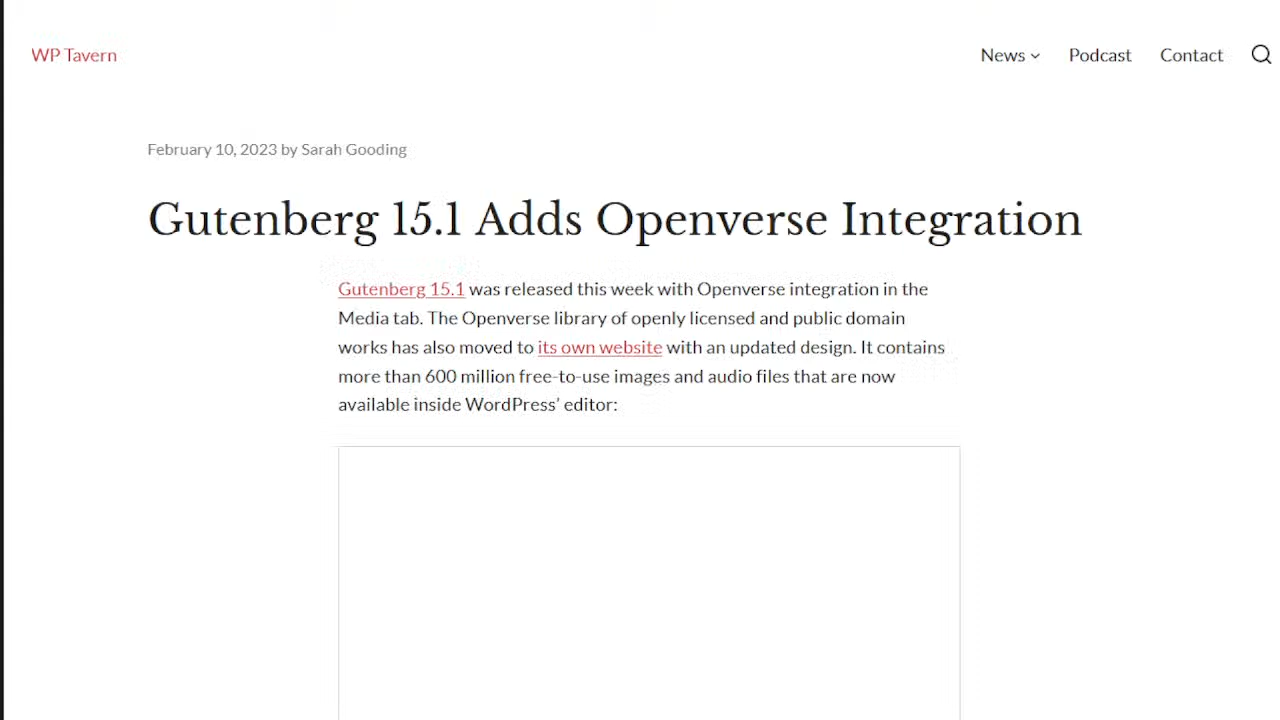 WP Tavern
News Podcast Contact
February 10, 2023 by Sarah Gooding
Gutenberg 15.1 Adds Openverse Integration
Gutenberg 15.1 was released this week with Openverse integration in the
Media tab. The Openverse library of openly licensed and public domain
works has also moved to its own website with an updated design. It contains
more than 600 million free-to-use images and audio files that are now
available inside WordPress’ editor: